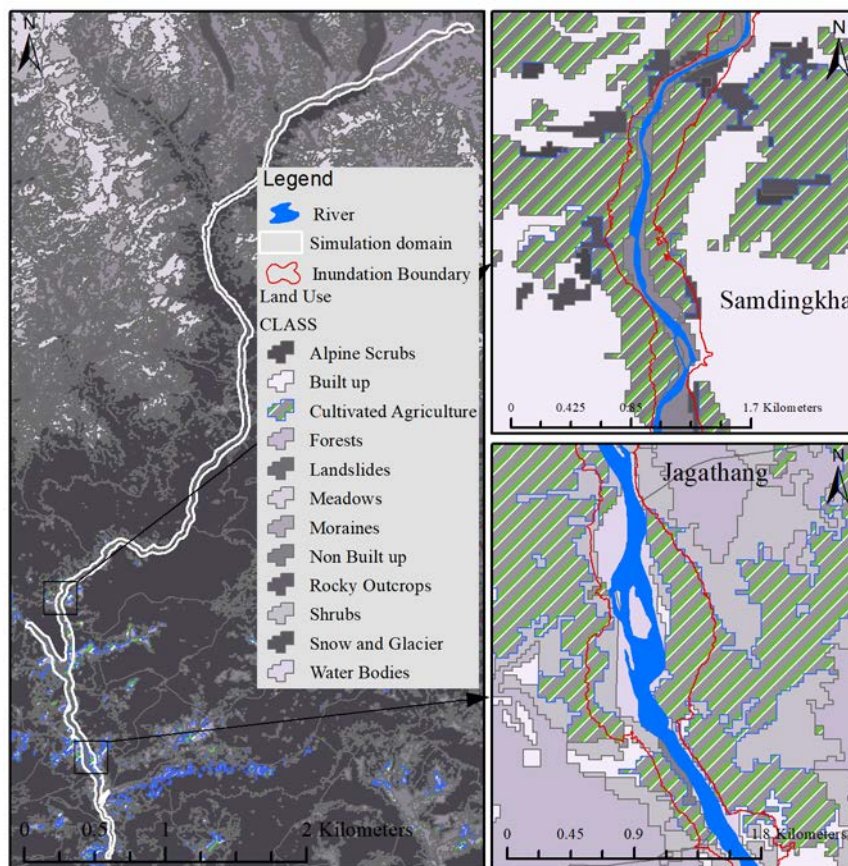 N
Legend
River
Simulation domain
Inundation Boundary
Land Use
CLASS
Alpine Scrubs
Built up
Cultivated Agriculture
Forests
Landslides
Meadows
Moraines
Non Built up
Rocky Outcrops
Shrubs
Snow and Glacier
Water Bodies
0 0.5 1 2 Kilometers
N
Samdingkha
0 0.425 0.85 1.7 Kilometers
N
Jagathang
0 0.45 0.9 1.8 Kilometers